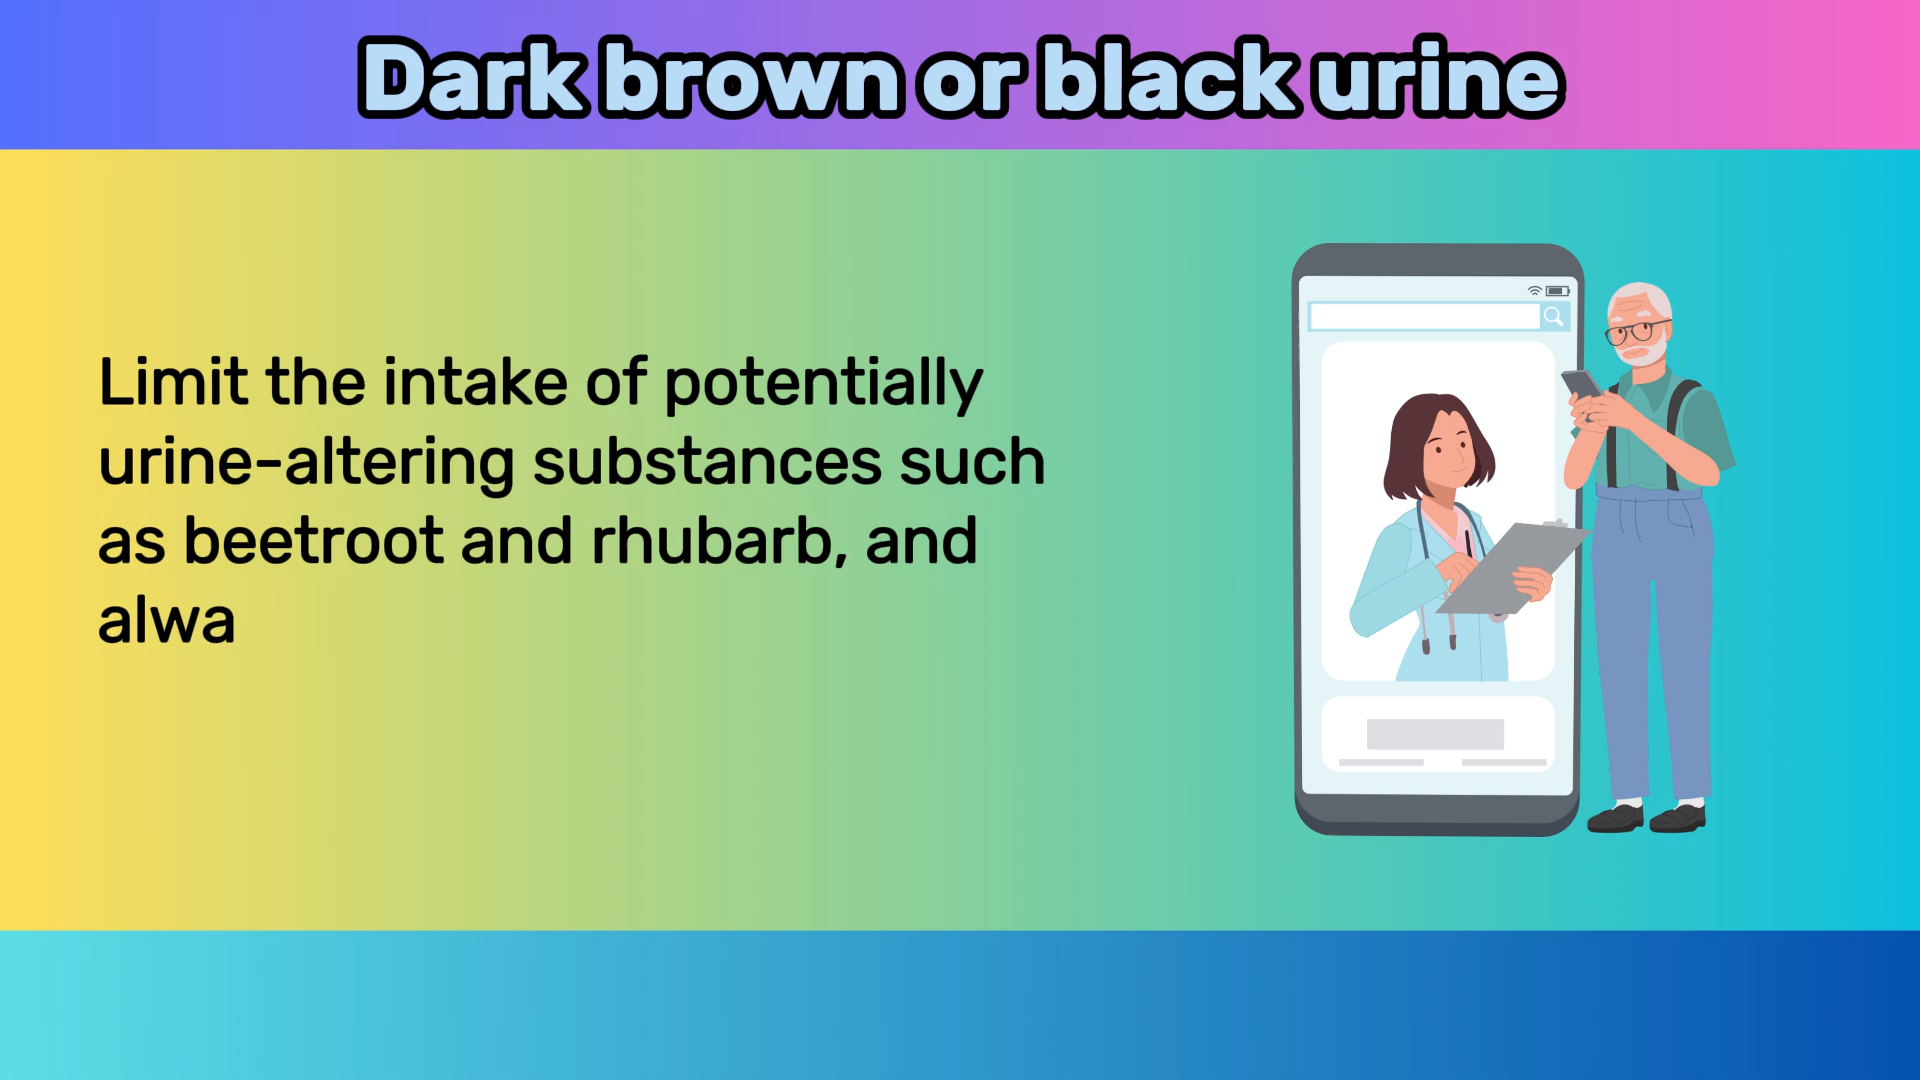 Dark brown or black urine
Limit the intake of potentially
urine-altering substances such
as beetroot and rhubarb, and
alwa